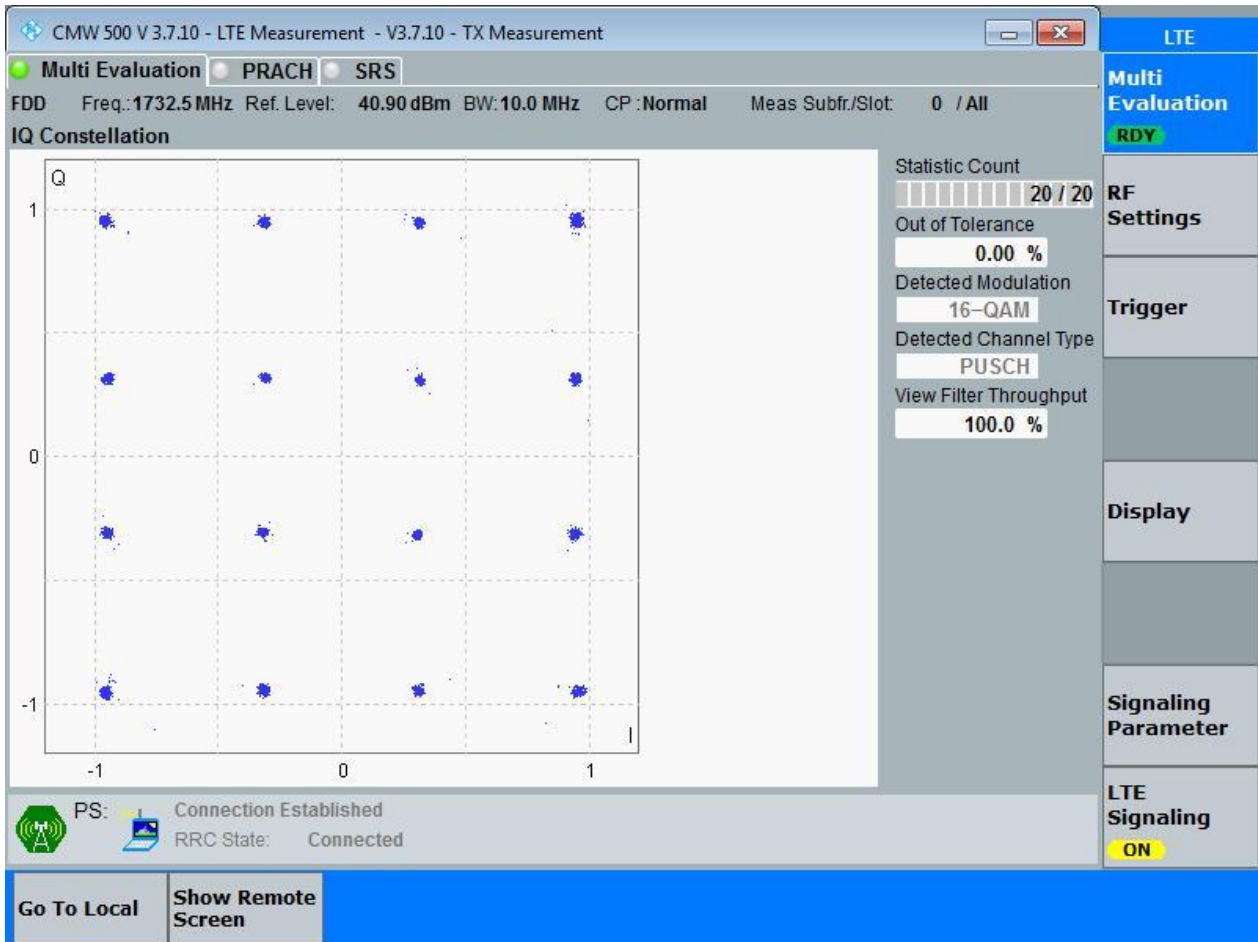 CMW 500 V 3.7.10 - LTE Measurement - V3.7.10 - TX Measurement
LTE
Multi Evaluation PRACH SRS
FDD Freq.: 1732.5 MHz Ref. Level: 40.90 dBm BW: 10.0 MHz CP : Normal Meas Subfr./Slot: 0 / All
IQ Constellation
Q
1
0
-1
I
-1 0 1
Statistic Count
20 / 20
Out of Tolerance
0.00 %
Detected Modulation
16-QAM
Detected Channel Type
PUSCH
View Filter Throughput
100.0 %
Multi
Evaluation
RDY
RF
Settings
Trigger
Display
Signaling
Parameter
LTE
Signaling
ON
PS: Connection Established
RRC State: Connected
Go To Local
Show Remote
Screen